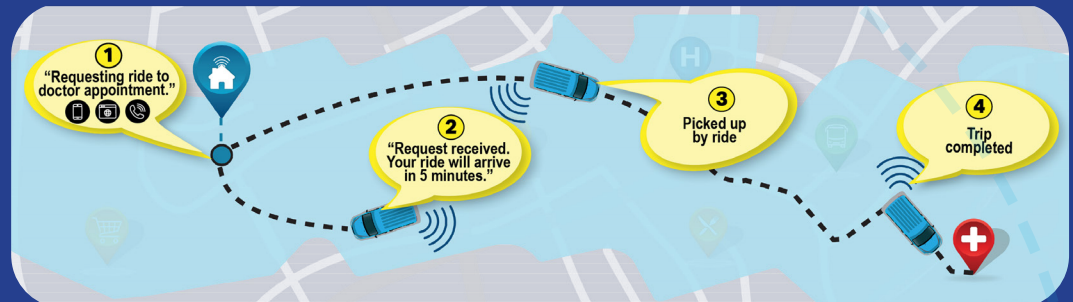 1
“Requesting ride to
doctor appointment.”
2
“Request received.
Your ride will arrive
in 5 minutes.”
3
Picked up
by ride
4
Trip
completed
H